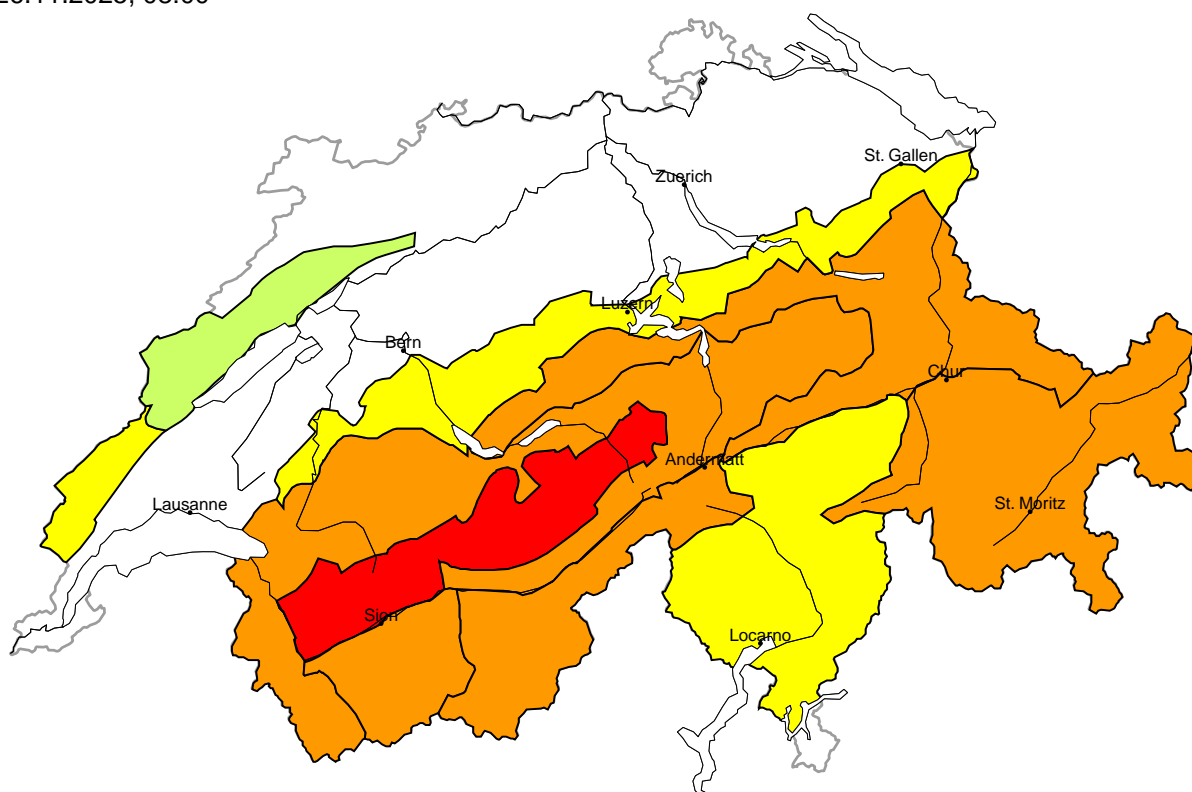 St. Gallen
Zuerich
Luzern
Bern
Chur
Andermatt
Lausanne
St. Moritz
Sion
Locarno